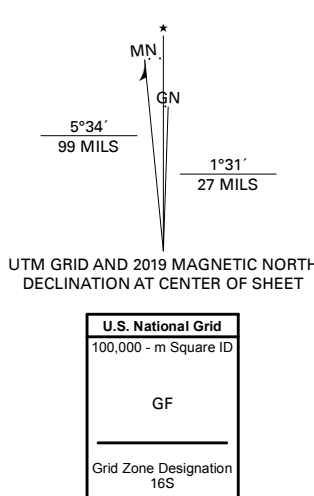 ★
MN
GN
5°34´
99 MILS
1°31´
27 MILS
UTM GRID AND 2019 MAGNETIC NORTH
DECLINATION AT CENTER OF SHEET
U.S. National Grid
100,000 - m Square ID
GF
Grid Zone Designation
16S